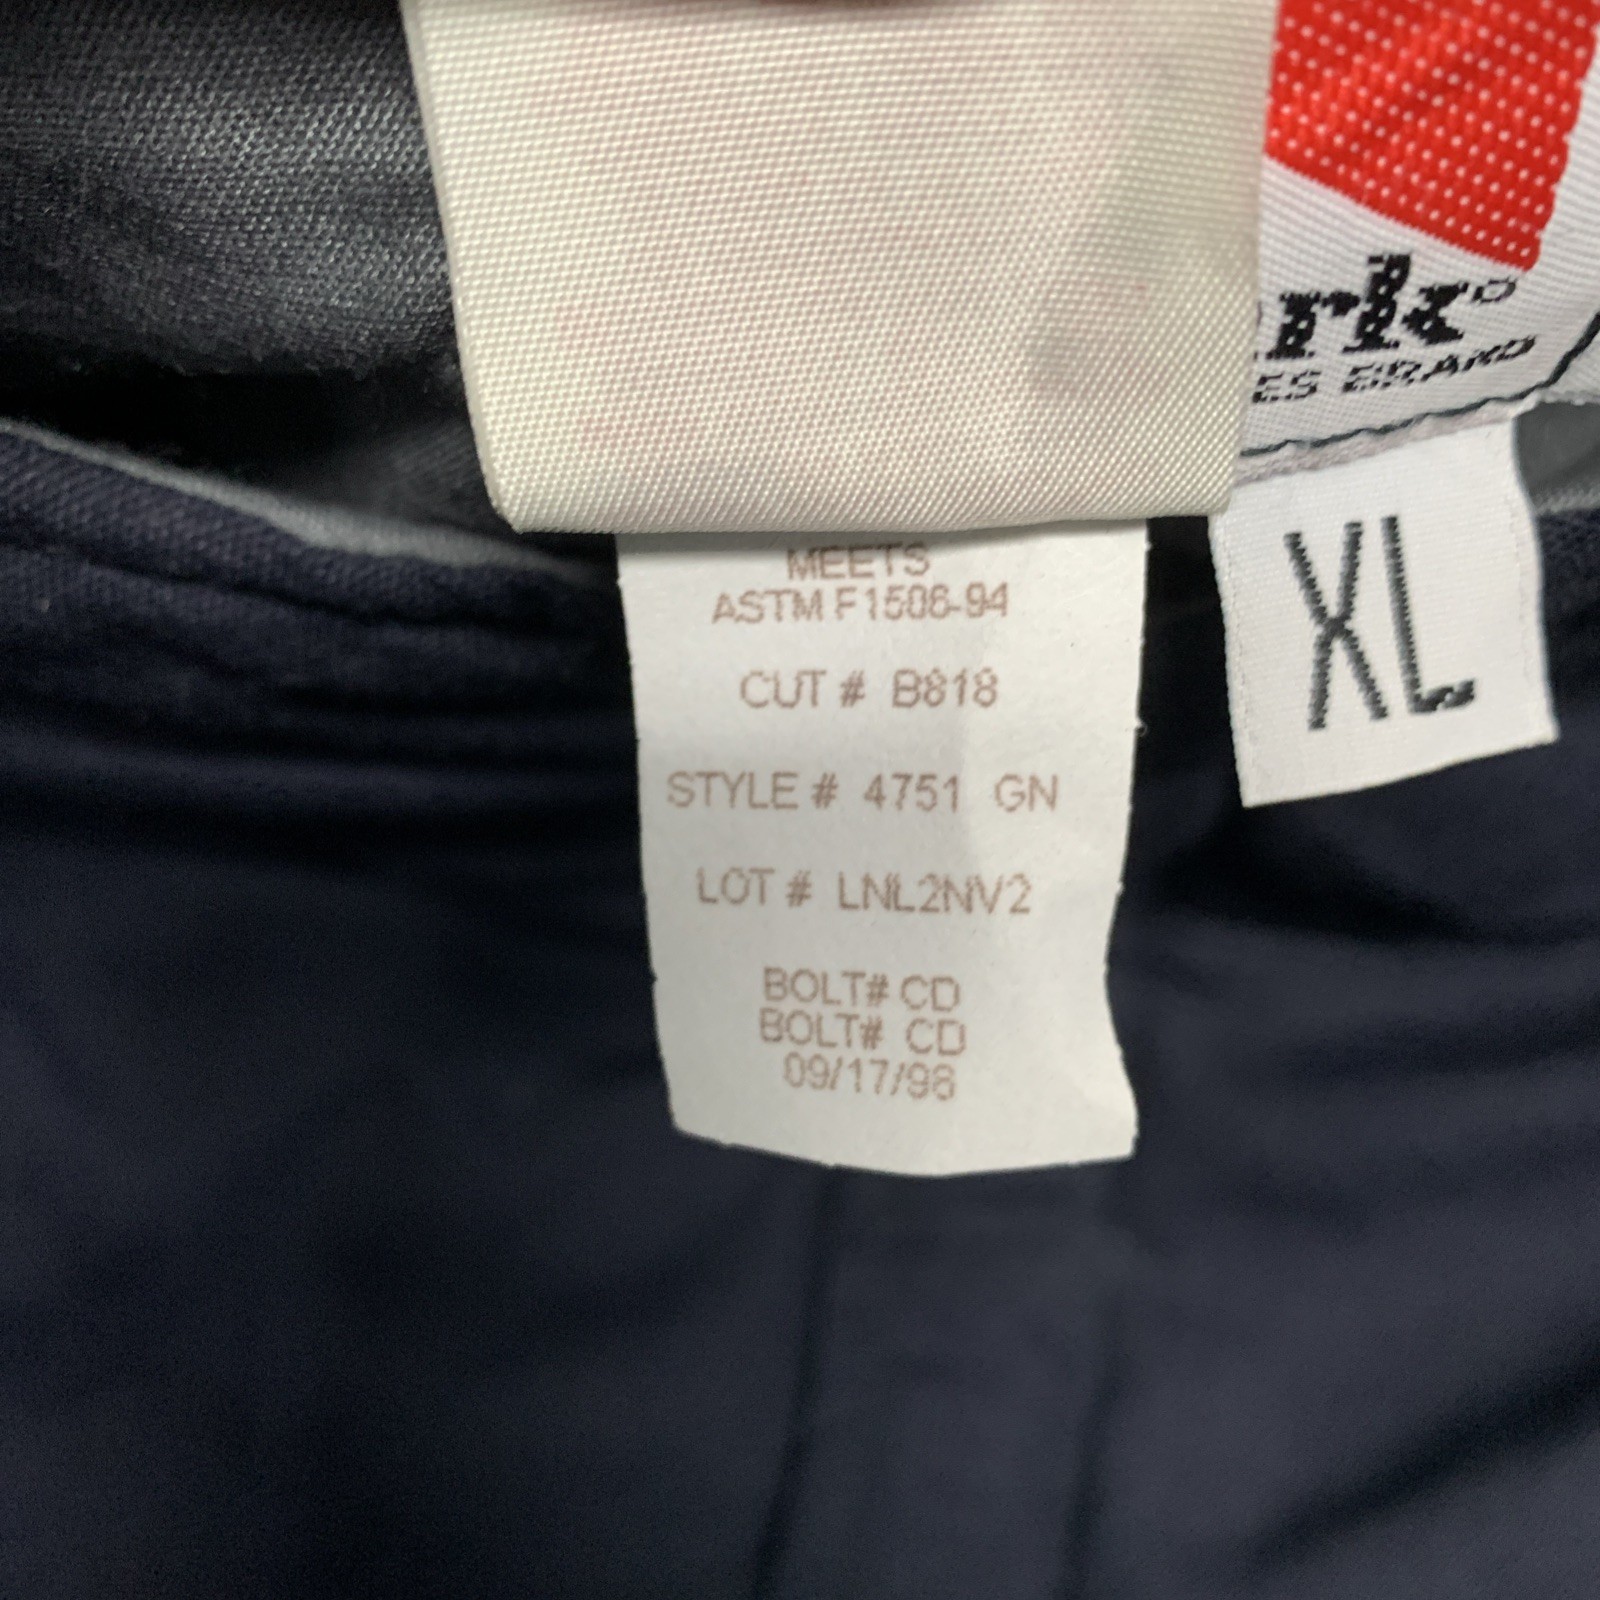 MEETS
ASTM F1506-94
CUT # B818
STYLE # 4751 GN
LOT # LNL2NV2
BOLT# CD
BOLT# CD
09/17/98
XL
BRAND